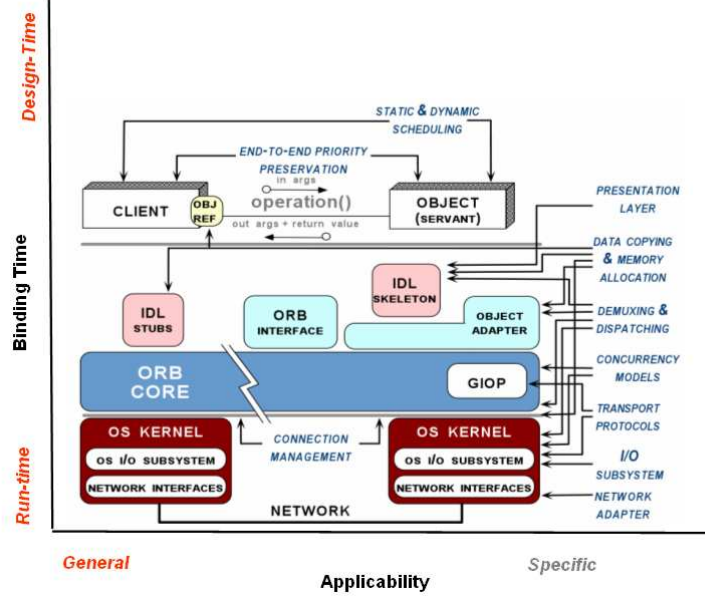 Design-Time
Binding Time
Run-time
STATIC & DYNAMIC
SCHEDULING
END-TO-END PRIORITY
PRESERVATION
in args
operation()
out args + return value
CLIENT
OBJ
REF
OBJECT
(SERVANT)
PRESENTATION
LAYER
DATA COPYING
& MEMORY
ALLOCATION
IDL
STUBS
ORB
INTERFACE
IDL
SKELETON
OBJECT
ADAPTER
DEMUXING &
DISPATCHING
ORB
CORE
GIOP
CONCURRENCY
MODELS
TRANSPORT
PROTOCOLS
OS KERNEL
OS I/O SUBSYSTEM
NETWORK INTERFACES
CONNECTION
MANAGEMENT
OS KERNEL
OS I/O SUBSYSTEM
NETWORK INTERFACES
I/O
SUBSYSTEM
NETWORK
ADAPTER
NETWORK
General
Specific
Applicability